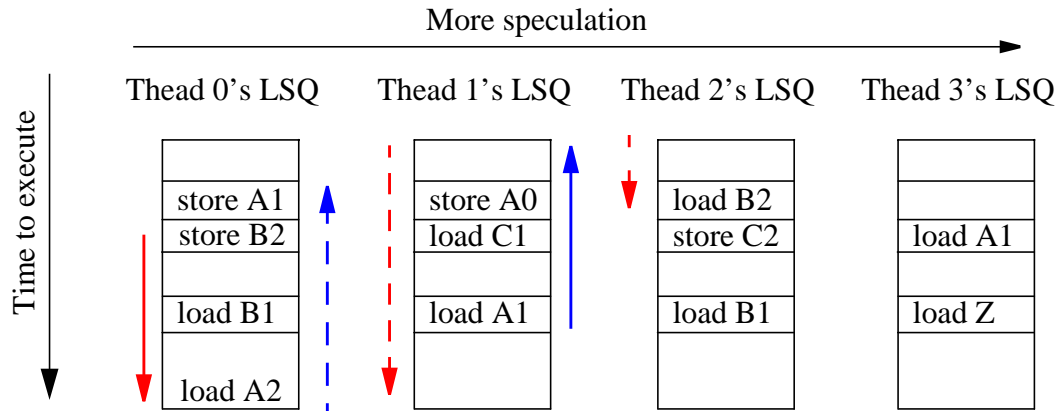 More speculation
Time to execute
Thead 0's LSQ
store A1
store B2
load B1
load A2
Thead 1's LSQ
store A0
load C1
load A1
Thead 2's LSQ
load B2
store C2
load B1
Thead 3's LSQ
load A1
load Z